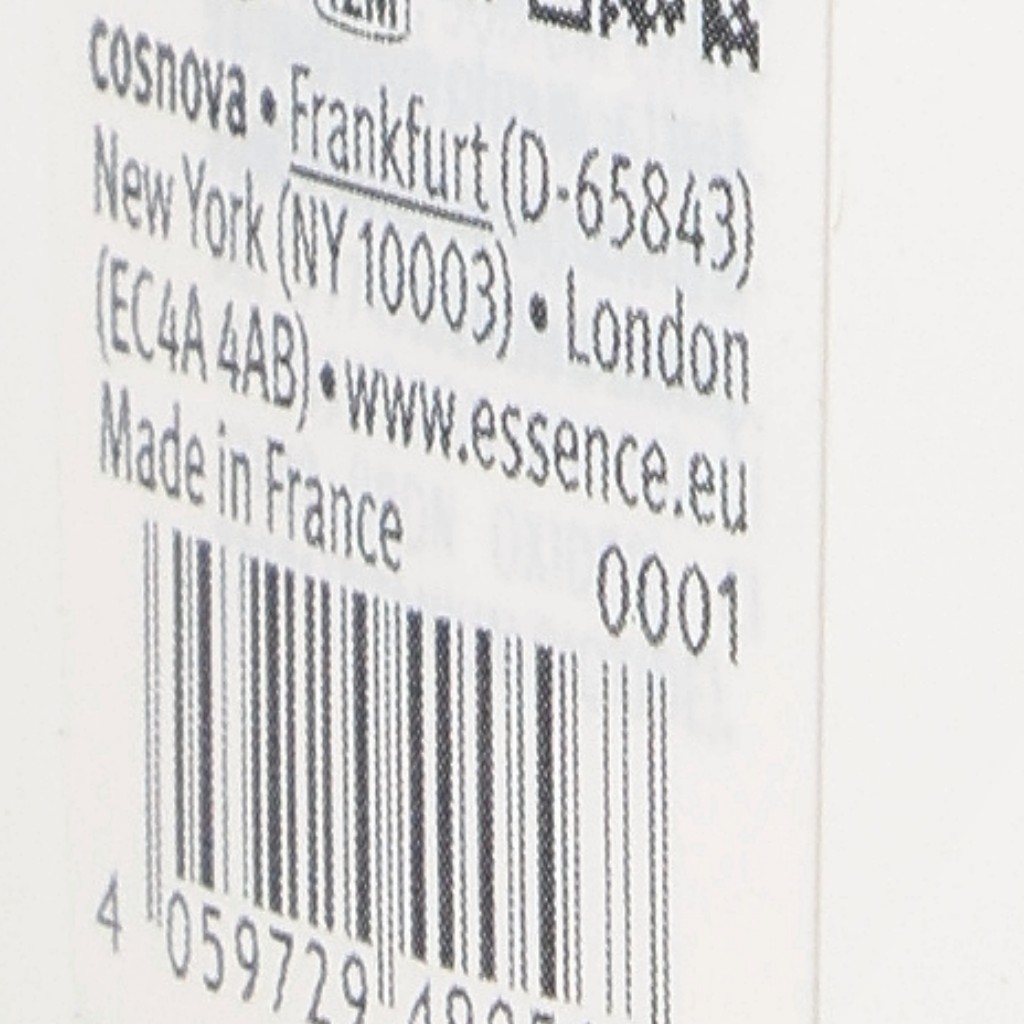 12M
cosnova • Frankfurt (D-65843)
New York (NY 10003) • London
(EC4A 4AB) • www.essence.eu
Made in France
0001
4 059729